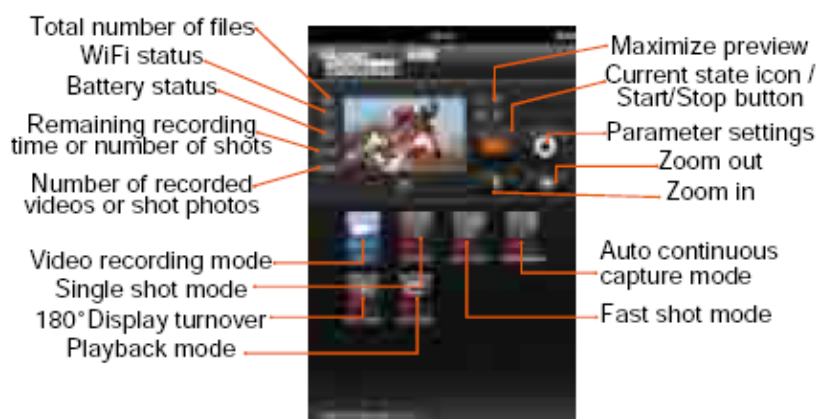 Total number of files
WiFi status
Battery status
Remaining recording
time or number of shots
Number of recorded
videos or shot photos
Video recording mode
Single shot mode
180°Display turnover
Playback mode
Maximize preview
Current state icon /
Start/Stop button
Parameter settings
Zoom out
Zoom in
Auto continuous
capture mode
Fast shot mode